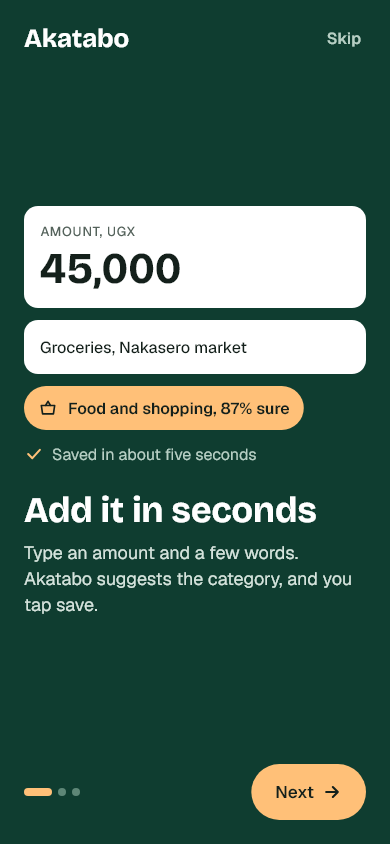 Akatabo
Skip
AMOUNT, UGX
45,000
Groceries, Nakasero market
Food and shopping, 87% sure
Saved in about five seconds
Add it in seconds
Type an amount and a few words.
Akatabo suggests the category, and you
tap save.
Next